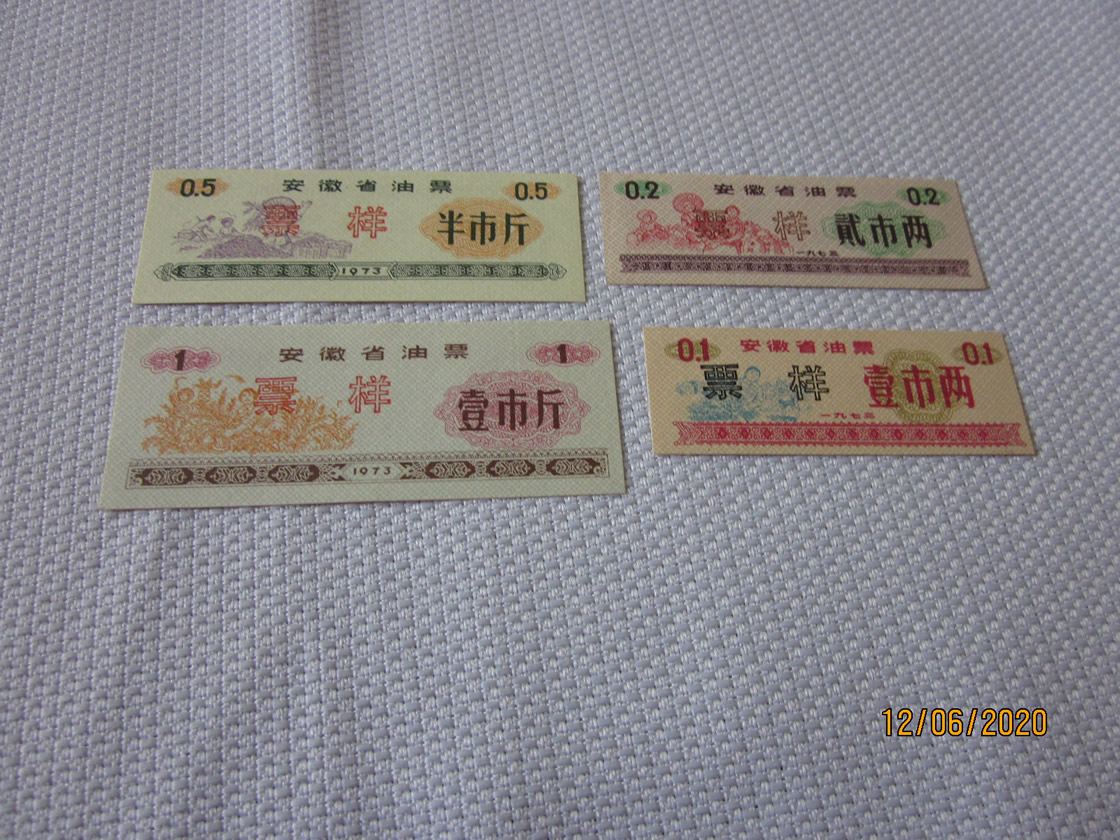 0.5 安徽省油票 0.5
票样
半市斤
1973
0.2 安徽省油票 0.2
票样
贰市两
一九七三
1 安徽省油票 1
票样
壹市斤
1973
0.1 安徽省油票 0.1
票样
壹市两
一九七三
12/06/2020